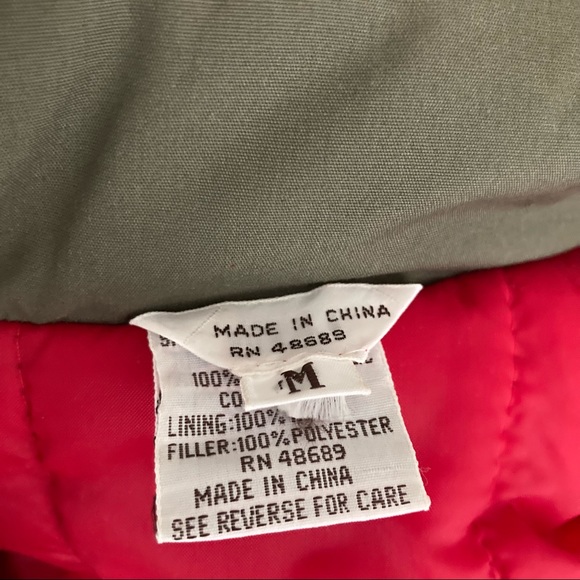 MADE IN CHINA
RN 48689
M
100%
CO
LINING:100%
FILLER:100%POLYESTER
RN 48689
MADE IN CHINA
SEE REVERSE FOR CARE